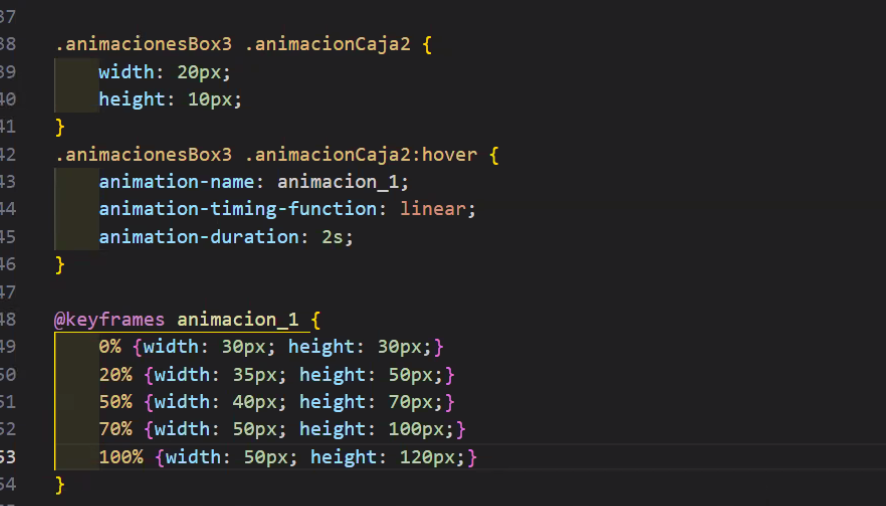 37
38 .animacionesBox3 .animacionCaja2 {
39 width: 20px;
40 height: 10px;
41 }
42 .animacionesBox3 .animacionCaja2:hover {
43 animation-name: animacion_1;
44 animation-timing-function: linear;
45 animation-duration: 2s;
46 }
47
48 @keyframes animacion_1 {
49 0% {width: 30px; height: 30px;}
50 20% {width: 35px; height: 50px;}
51 50% {width: 40px; height: 70px;}
52 70% {width: 50px; height: 100px;}
53 100% {width: 50px; height: 120px;}
54 }